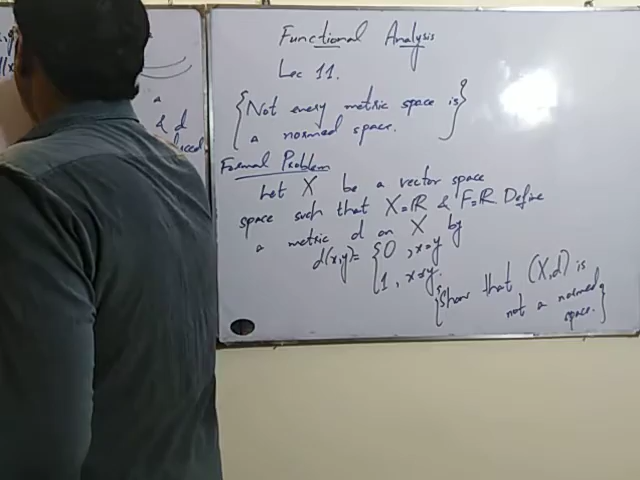 Functional Analysis
Lec 11.
{Not every metric space is
a normed space.}
Formal Problem
Let X be a vector space
space such that X=ℝ & F=ℝ Define
a metric d on X by
d(x,y)= {0 , x=y
1, x≠y.
{Show that (X,d) is
not a normed
space.}
a
& d